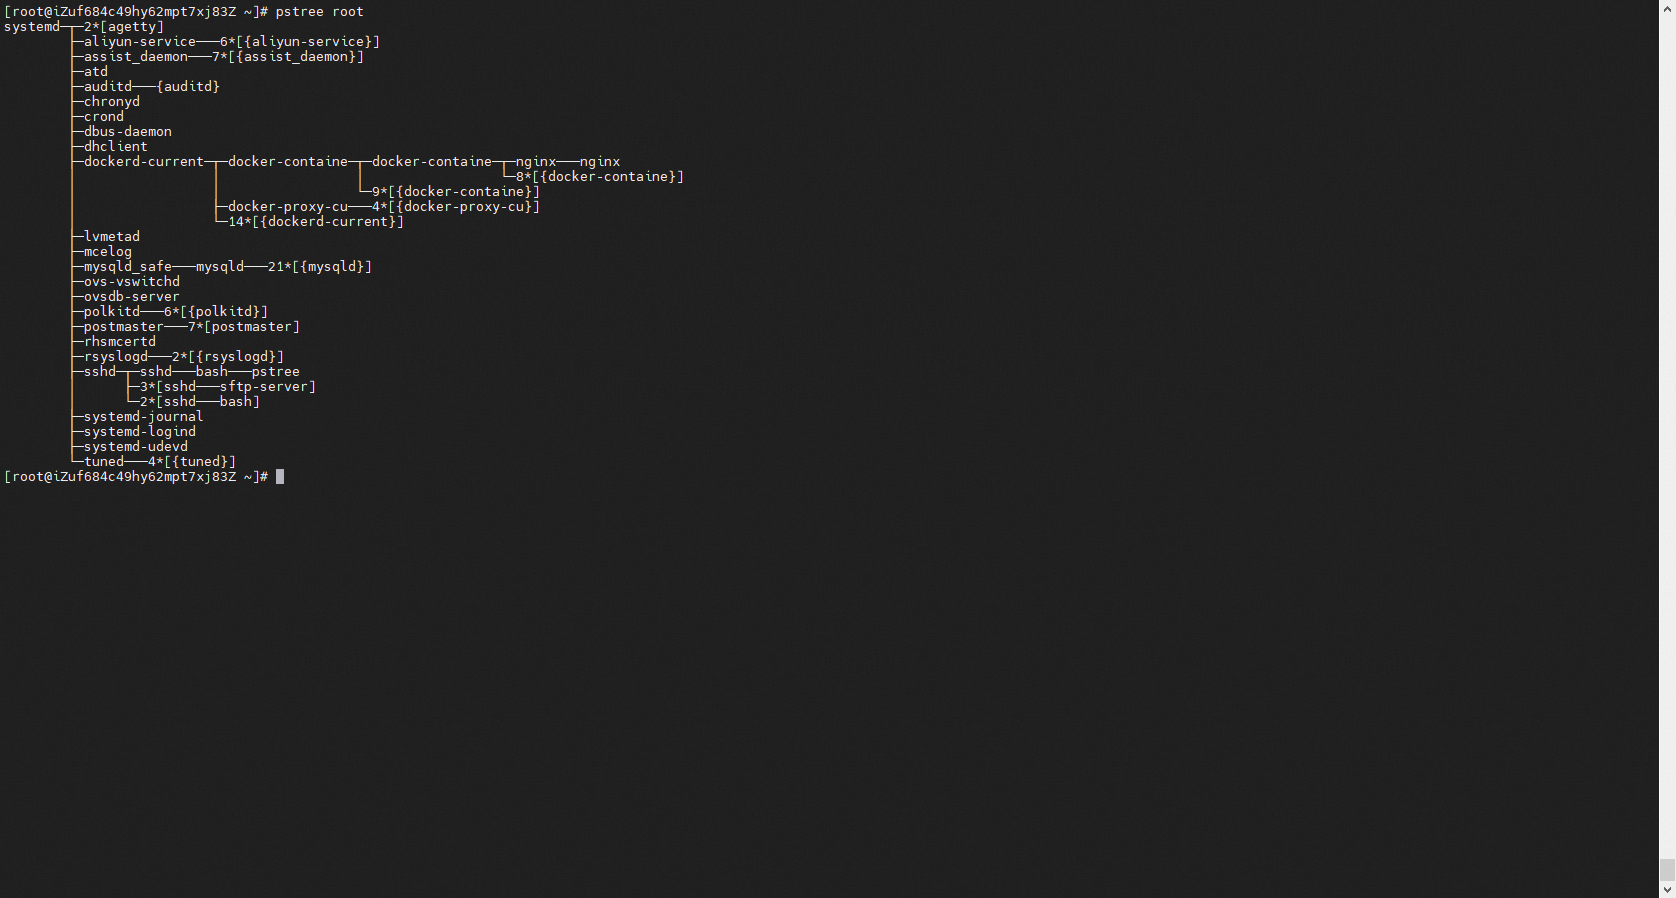 [root@iZuf684c49hy62mpt7xj83Z ~]# pstree root
systemd─┬─2*[agetty]
        ├─aliyun-service───6*[{aliyun-service}]
        ├─assist_daemon───7*[{assist_daemon}]
        ├─atd
        ├─auditd───{auditd}
        ├─chronyd
        ├─crond
        ├─dbus-daemon
        ├─dhclient
        ├─dockerd-current─┬─docker-containe─┬─docker-containe─┬─nginx───nginx
        │                 │                 │                 └─8*[{docker-containe}]
        │                 │                 └─9*[{docker-containe}]
        │                 ├─docker-proxy-cu───4*[{docker-proxy-cu}]
        │                 └─14*[{dockerd-current}]
        ├─lvmetad
        ├─mcelog
        ├─mysqld_safe───mysqld───21*[{mysqld}]
        ├─ovs-vswitchd
        ├─ovsdb-server
        ├─polkitd───6*[{polkitd}]
        ├─postmaster───7*[postmaster]
        ├─rhsmcertd
        ├─rsyslogd───2*[{rsyslogd}]
        ├─sshd─┬─sshd───bash───pstree
        │      ├─3*[sshd───sftp-server]
        │      └─2*[sshd───bash]
        ├─systemd-journal
        ├─systemd-logind
        ├─systemd-udevd
        └─tuned───4*[{tuned}]
[root@iZuf684c49hy62mpt7xj83Z ~]#